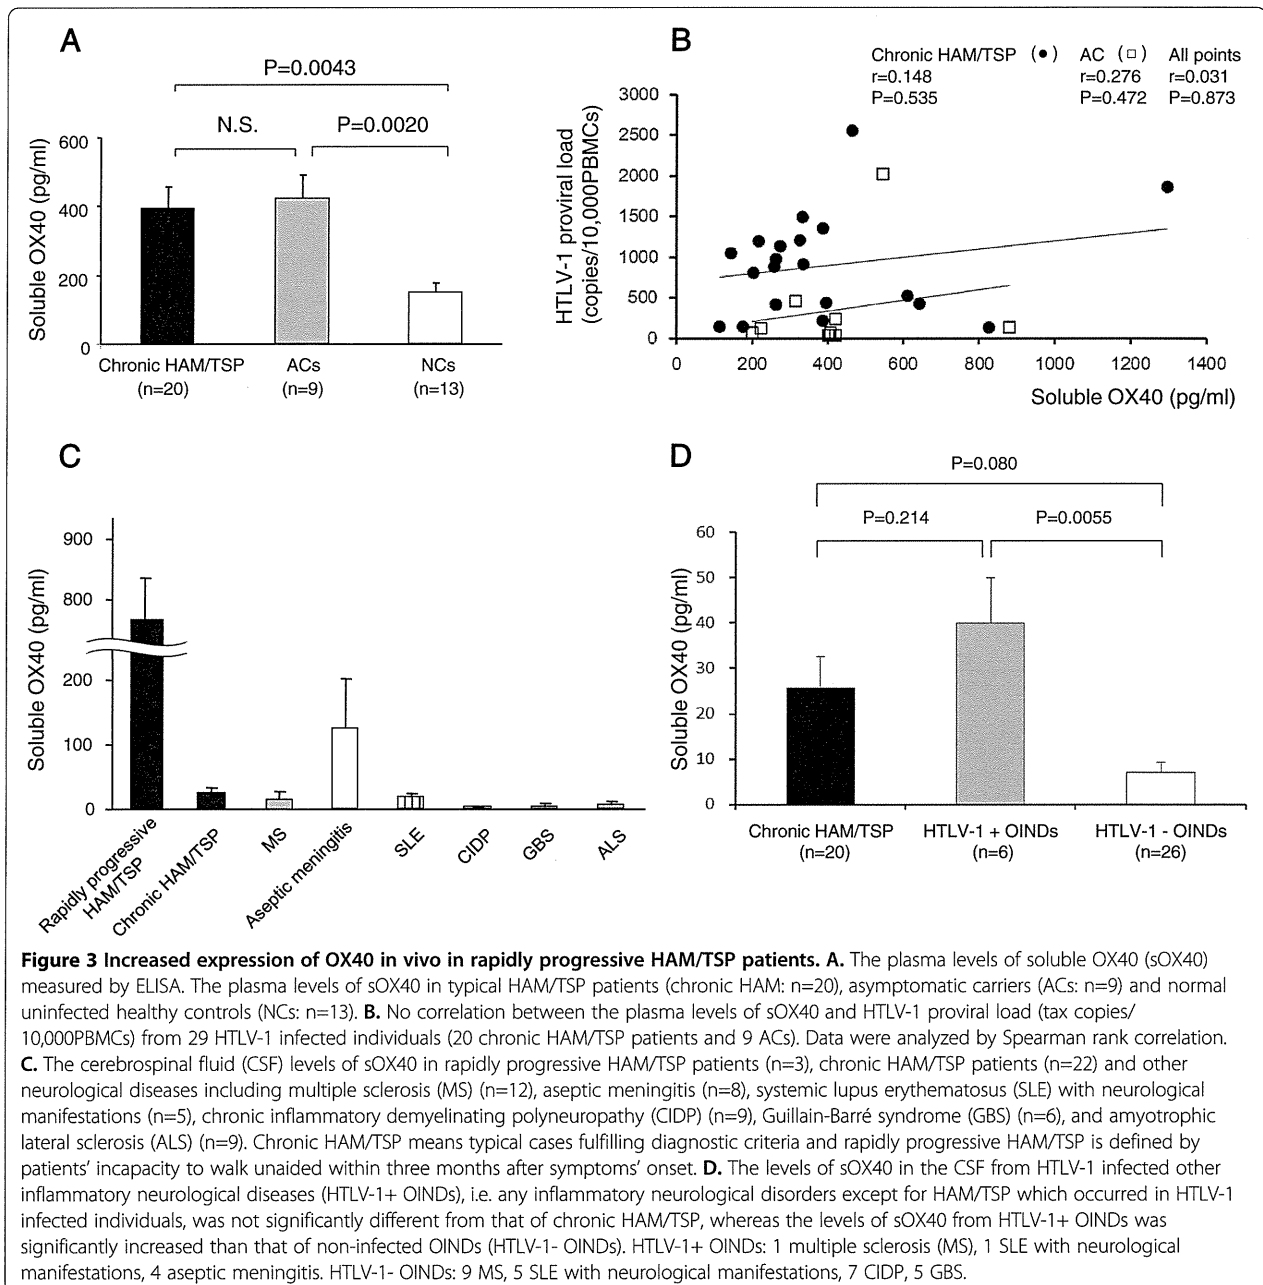 A
P=0.0043
N.S.
P=0.0020
Soluble OX40 (pg/ml)
600
400
200
0
Chronic HAM/TSP
(n=20)
ACs
(n=9)
NCs
(n=13)
B
Chronic HAM/TSP (●) AC (□) All points
r=0.148 r=0.276 r=0.031
P=0.535 P=0.472 P=0.873
HTLV-1 proviral load
(copies/10,000PBMCs)
3000
2500
2000
1500
1000
500
0
0 200 400 600 800 1000 1200 1400
Soluble OX40 (pg/ml)
C
Soluble OX40 (pg/ml)
900
800
200
100
0
Rapidly progressive
HAM/TSP
Chronic HAM/TSP
MS
Aseptic meningitis
SLE
CIDP
GBS
ALS
D
P=0.080
P=0.214
P=0.0055
Soluble OX40 (pg/ml)
60
50
40
30
20
10
0
Chronic HAM/TSP
(n=20)
HTLV-1 + OINDs
(n=6)
HTLV-1 - OINDs
(n=26)
Figure 3 Increased expression of OX40 in vivo in rapidly progressive HAM/TSP patients. A. The plasma levels of soluble OX40 (sOX40)
measured by ELISA. The plasma levels of sOX40 in typical HAM/TSP patients (chronic HAM: n=20), asymptomatic carriers (ACs: n=9) and normal
uninfected healthy controls (NCs: n=13). B. No correlation between the plasma levels of sOX40 and HTLV-1 proviral load (tax copies/
10,000PBMCs) from 29 HTLV-1 infected individuals (20 chronic HAM/TSP patients and 9 ACs). Data were analyzed by Spearman rank correlation.
C. The cerebrospinal fluid (CSF) levels of sOX40 in rapidly progressive HAM/TSP patients (n=3), chronic HAM/TSP patients (n=22) and other
neurological diseases including multiple sclerosis (MS) (n=12), aseptic meningitis (n=8), systemic lupus erythematosus (SLE) with neurological
manifestations (n=5), chronic inflammatory demyelinating polyneuropathy (CIDP) (n=9), Guillain-Barré syndrome (GBS) (n=6), and amyotrophic
lateral sclerosis (ALS) (n=9). Chronic HAM/TSP means typical cases fulfilling diagnostic criteria and rapidly progressive HAM/TSP is defined by
patients' incapacity to walk unaided within three months after symptoms' onset. D. The levels of sOX40 in the CSF from HTLV-1 infected other
inflammatory neurological diseases (HTLV-1+ OINDs), i.e. any inflammatory neurological disorders except for HAM/TSP which occurred in HTLV-1
infected individuals, was not significantly different from that of chronic HAM/TSP, whereas the levels of sOX40 from HTLV-1+ OINDs was
significantly increased than that of non-infected OINDs (HTLV-1- OINDs). HTLV-1+ OINDs: 1 multiple sclerosis (MS), 1 SLE with neurological
manifestations, 4 aseptic meningitis. HTLV-1- OINDs: 9 MS, 5 SLE with neurological manifestations, 7 CIDP, 5 GBS.